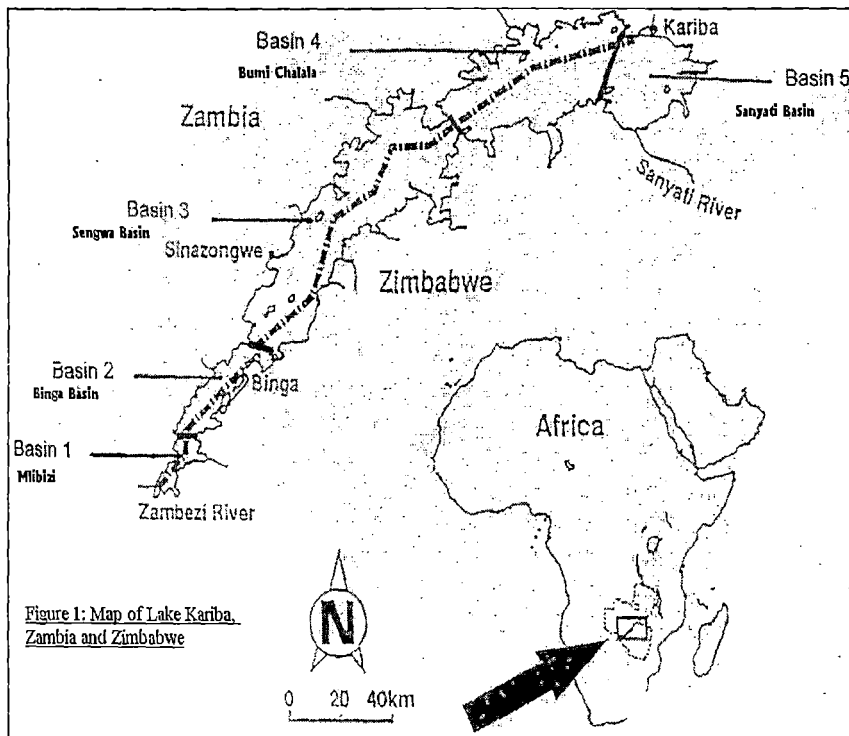 Kariba
Basin 4
Bumi Chalala
Basin 5
Sanyati Basin
Zambia
Sanyati River
Basin 3
Sengwa Basin
Sinazongwe
Zimbabwe
Basin 2
Binga Basin
Binga
Africa
Basin 1
Mlibizi
Zambezi River
Figure 1: Map of Lake Kariba,
Zambia and Zimbabwe
N
0 20 40km